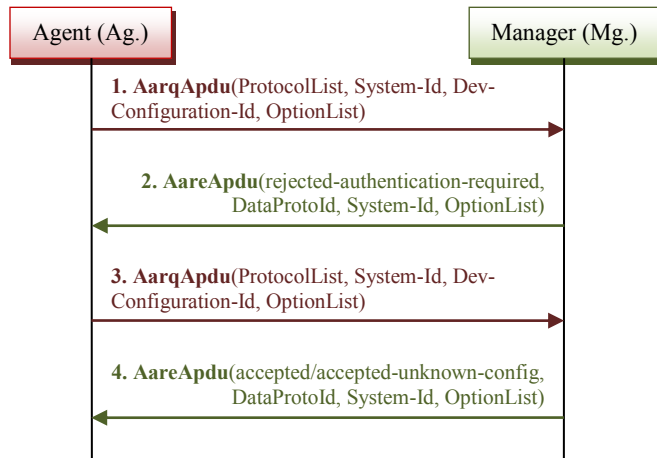 Agent (Ag.)
Manager (Mg.)
1. AarqApdu(ProtocolList, System-Id, Dev-
Configuration-Id, OptionList)
2. AareApdu(rejected-authentication-required,
DataProtoId, System-Id, OptionList)
3. AarqApdu(ProtocolList, System-Id, Dev-
Configuration-Id, OptionList)
4. AareApdu(accepted/accepted-unknown-config,
DataProtoId, System-Id, OptionList)